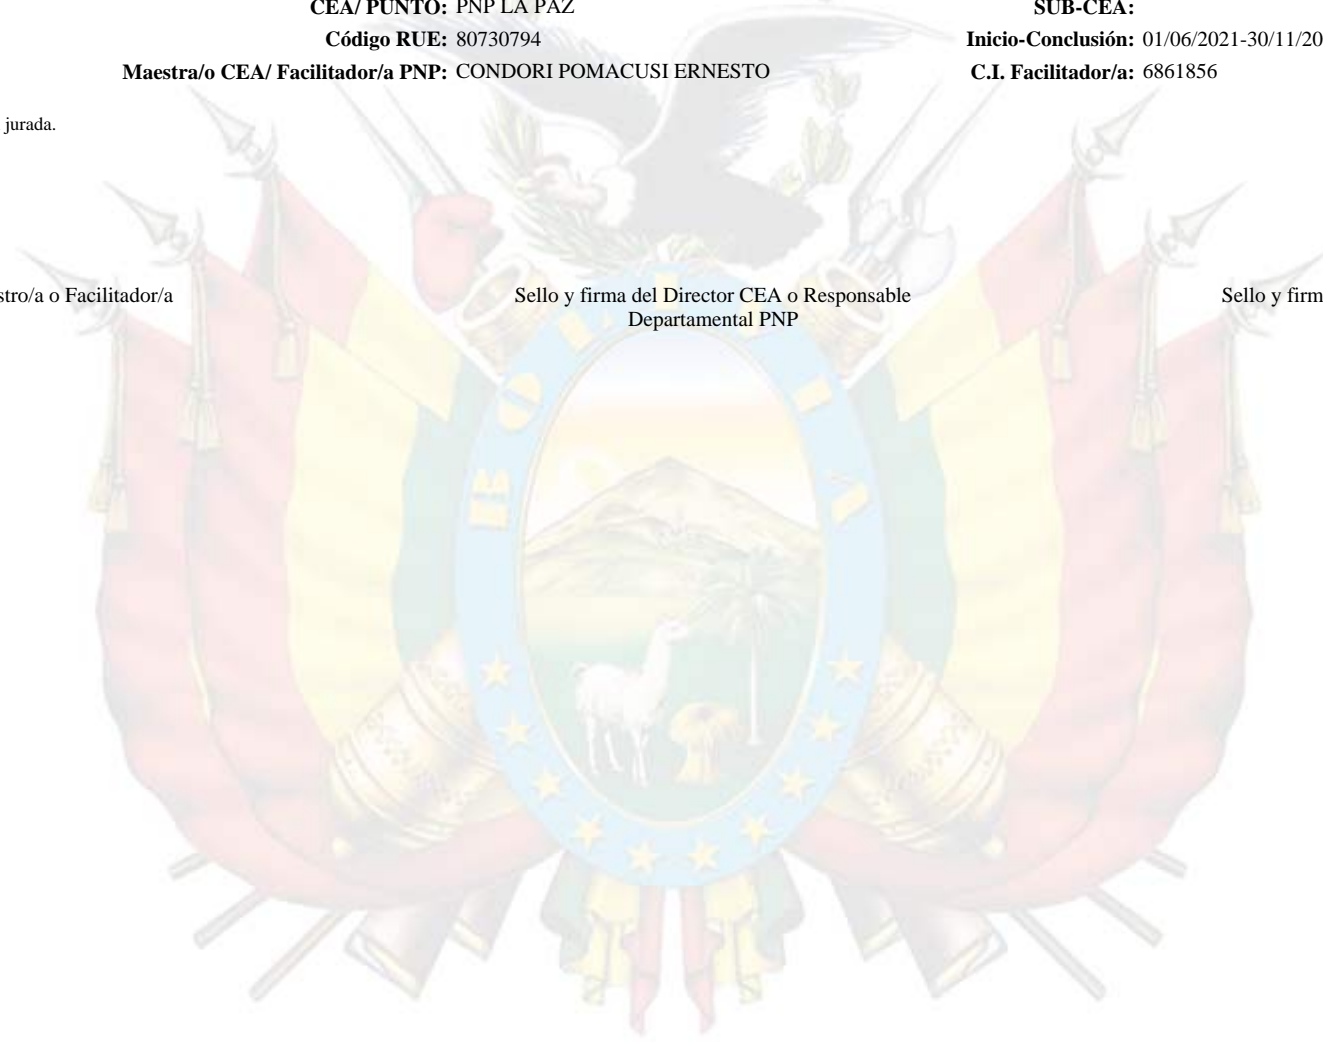 CEA/ PUNTO: PNP LA PAZ SUB-CEA:
Código RUE: 80730794 Inicio-Conclusión: 01/06/2021-30/11/20
Maestra/o CEA/ Facilitador/a PNP: CONDORI POMACUSI ERNESTO C.I. Facilitador/a: 6861856
jurada.
stro/a o Facilitador/a Sello y firma del Director CEA o Responsable Sello y firm
Departamental PNP
BOLIVIA